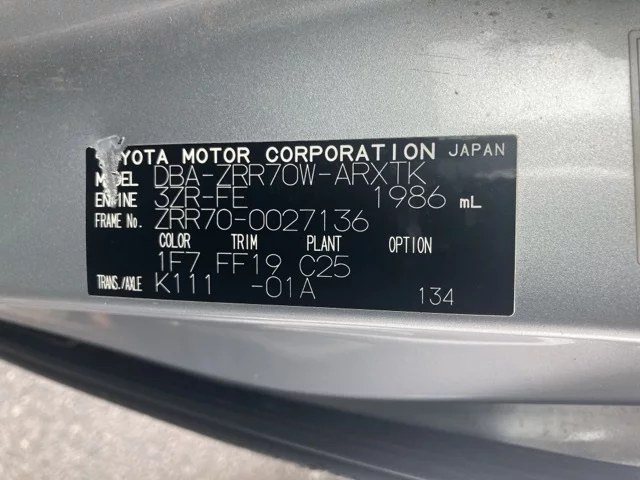 TOYOTA MOTOR CORPORATION JAPAN
MODEL DBA-ZRR70W-ARXTK
ENGINE 3ZR-FE 1986 mL
FRAME No. ZRR70-0027136
COLOR TRIM PLANT OPTION
1F7 FF19 C25
TRANS./AXLE K111 -01A 134